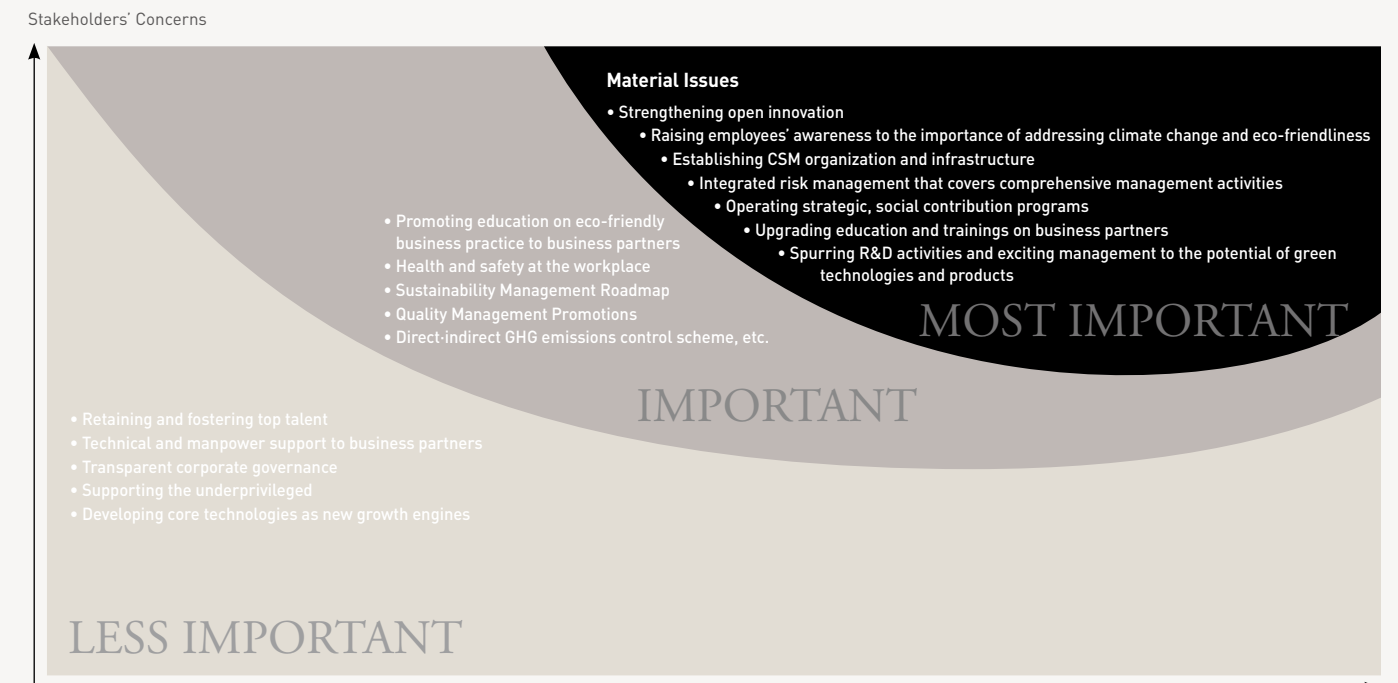 Stakeholders’ Concerns
Material Issues
• Strengthening open innovation
• Raising employees’ awareness to the importance of addressing climate change and eco-friendliness
• Establishing CSM organization and infrastructure
• Integrated risk management that covers comprehensive management activities
• Operating strategic, social contribution programs
• Upgrading education and trainings on business partners
• Spurring R&D activities and exciting management to the potential of green
technologies and products
MOST IMPORTANT
• Promoting education on eco-friendly
business practice to business partners
• Health and safety at the workplace
• Sustainability Management Roadmap
• Quality Management Promotions
• Direct·indirect GHG emissions control scheme, etc.
IMPORTANT
• Retaining and fostering top talent
• Technical and manpower support to business partners
• Transparent corporate governance
• Supporting the underprivileged
• Developing core technologies as new growth engines
LESS IMPORTANT